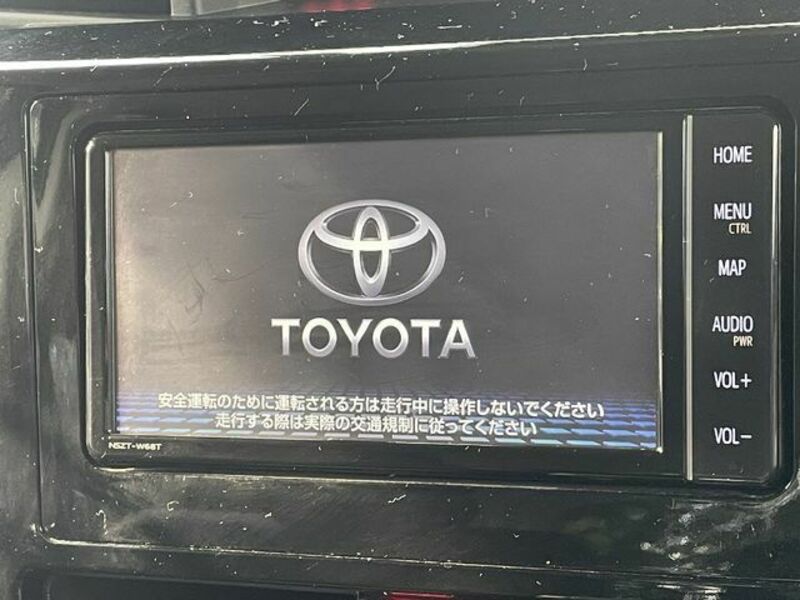 TOYOTA
安全運転のために運転される方は走行中に操作しないでください
走行する際は実際の交通規制に従ってください
NSZT-W68T
HOME
MENU
CTRL
MAP
AUDIO
PWR
VOL+
VOL-